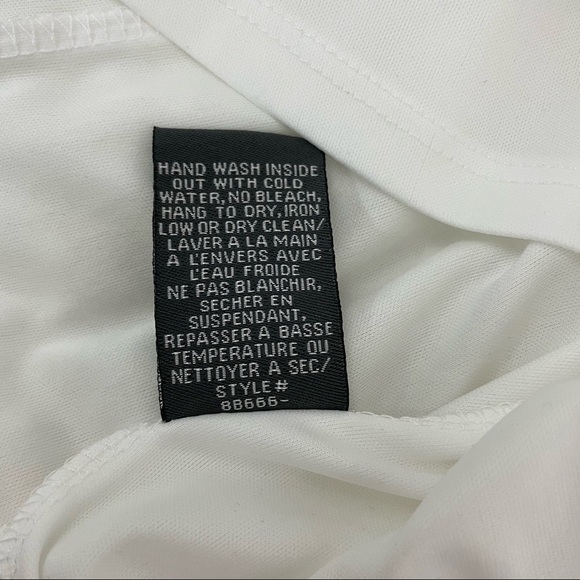 HAND WASH INSIDE
OUT WITH COLD
WATER, NO BLEACH,
HANG TO DRY, IRON
LOW OR DRY CLEAN/
LAVER A LA MAIN
A L'ENVERS AVEC
L'EAU FROIDE
NE PAS BLANCHIR,
SECHER EN
SUSPENDANT,
REPASSER A BASSE
TEMPERATURE OU
NETTOYER A SEC/
STYLE#
8B666-